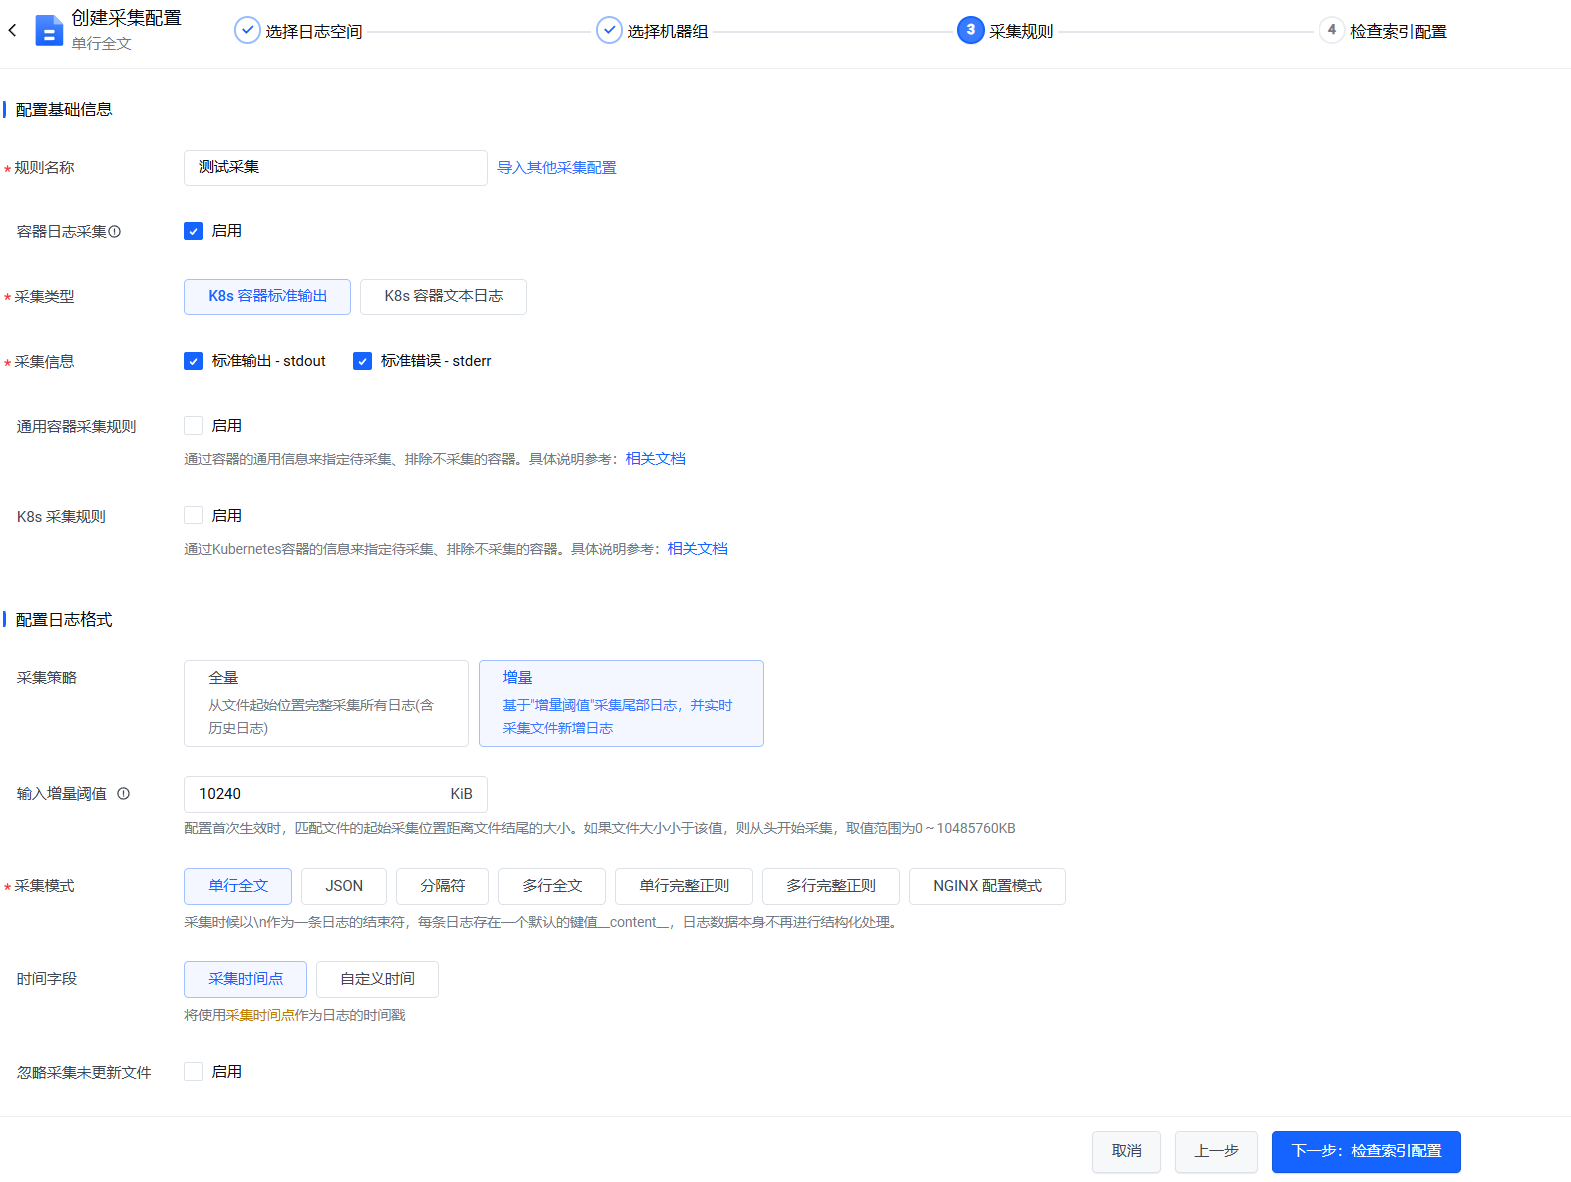 创建采集配置
单行全文
选择日志空间
选择机器组
3 采集规则
4 检查索引配置
配置基础信息
*规则名称 测试采集 导入其他采集配置
容器日志采集 启用
*采集类型 K8s 容器标准输出 K8s 容器文本日志
*采集信息 标准输出 - stdout 标准错误 - stderr
通用容器采集规则 启用
通过容器的通用信息来指定待采集、排除不采集的容器。具体说明参考：相关文档
K8s 采集规则 启用
通过Kubernetes容器的信息来指定待采集、排除不采集的容器。具体说明参考：相关文档
配置日志格式
采集策略
全量
从文件起始位置完整采集所有日志(含
历史日志)
增量
基于"增量阈值"采集尾部日志，并实时
采集文件新增日志
输入增量阈值 10240 KiB
配置首次生效时，匹配文件的起始采集位置距离文件结尾的大小。如果文件大小小于该值，则从头开始采集，取值范围为0 ~ 10485760KB
*采集模式 单行全文 JSON 分隔符 多行全文 单行完整正则 多行完整正则 NGINX 配置模式
采集时候以\n作为一条日志的结束符，每条日志存在一个默认的键值__content__，日志数据本身不再进行结构化处理。
时间字段 采集时间点 自定义时间
将使用采集时间点作为日志的时间戳
忽略采集未更新文件 启用
取消 上一步 下一步：检查索引配置